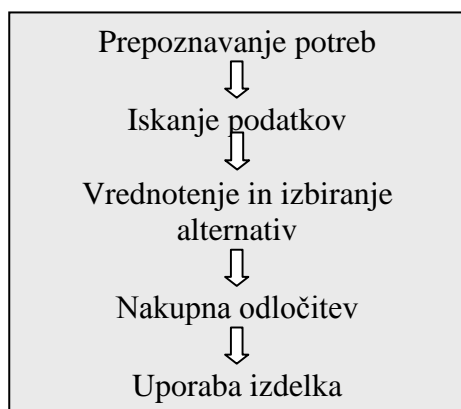 Prepoznavanje potreb
Iskanje podatkov
Vrednotenje in izbiranje
alternativ
Nakupna odločitev
Uporaba izdelka